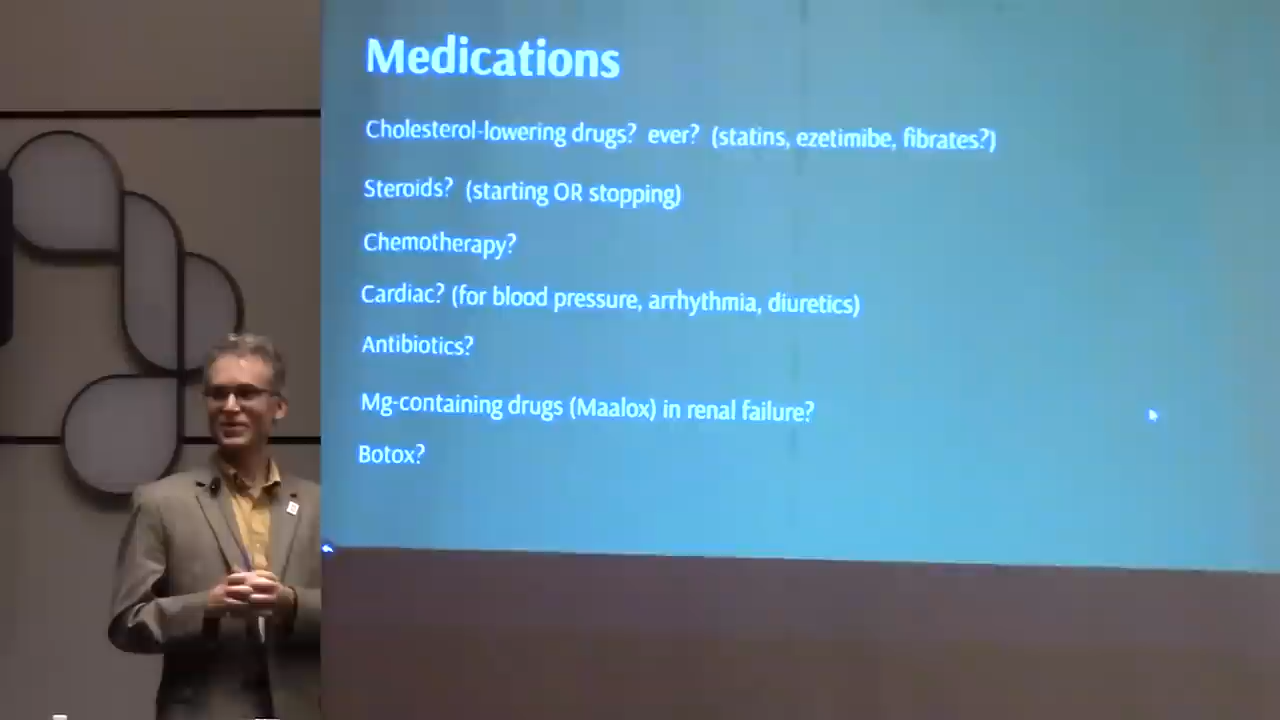 Medications
Cholesterol-lowering drugs? ever? (statins, ezetimibe, fibrates?)
Steroids? (starting OR stopping)
Chemotherapy?
Cardiac? (for blood pressure, arrhythmia, diuretics)
Antibiotics?
Mg-containing drugs (Maalox) in renal failure?
Botox?